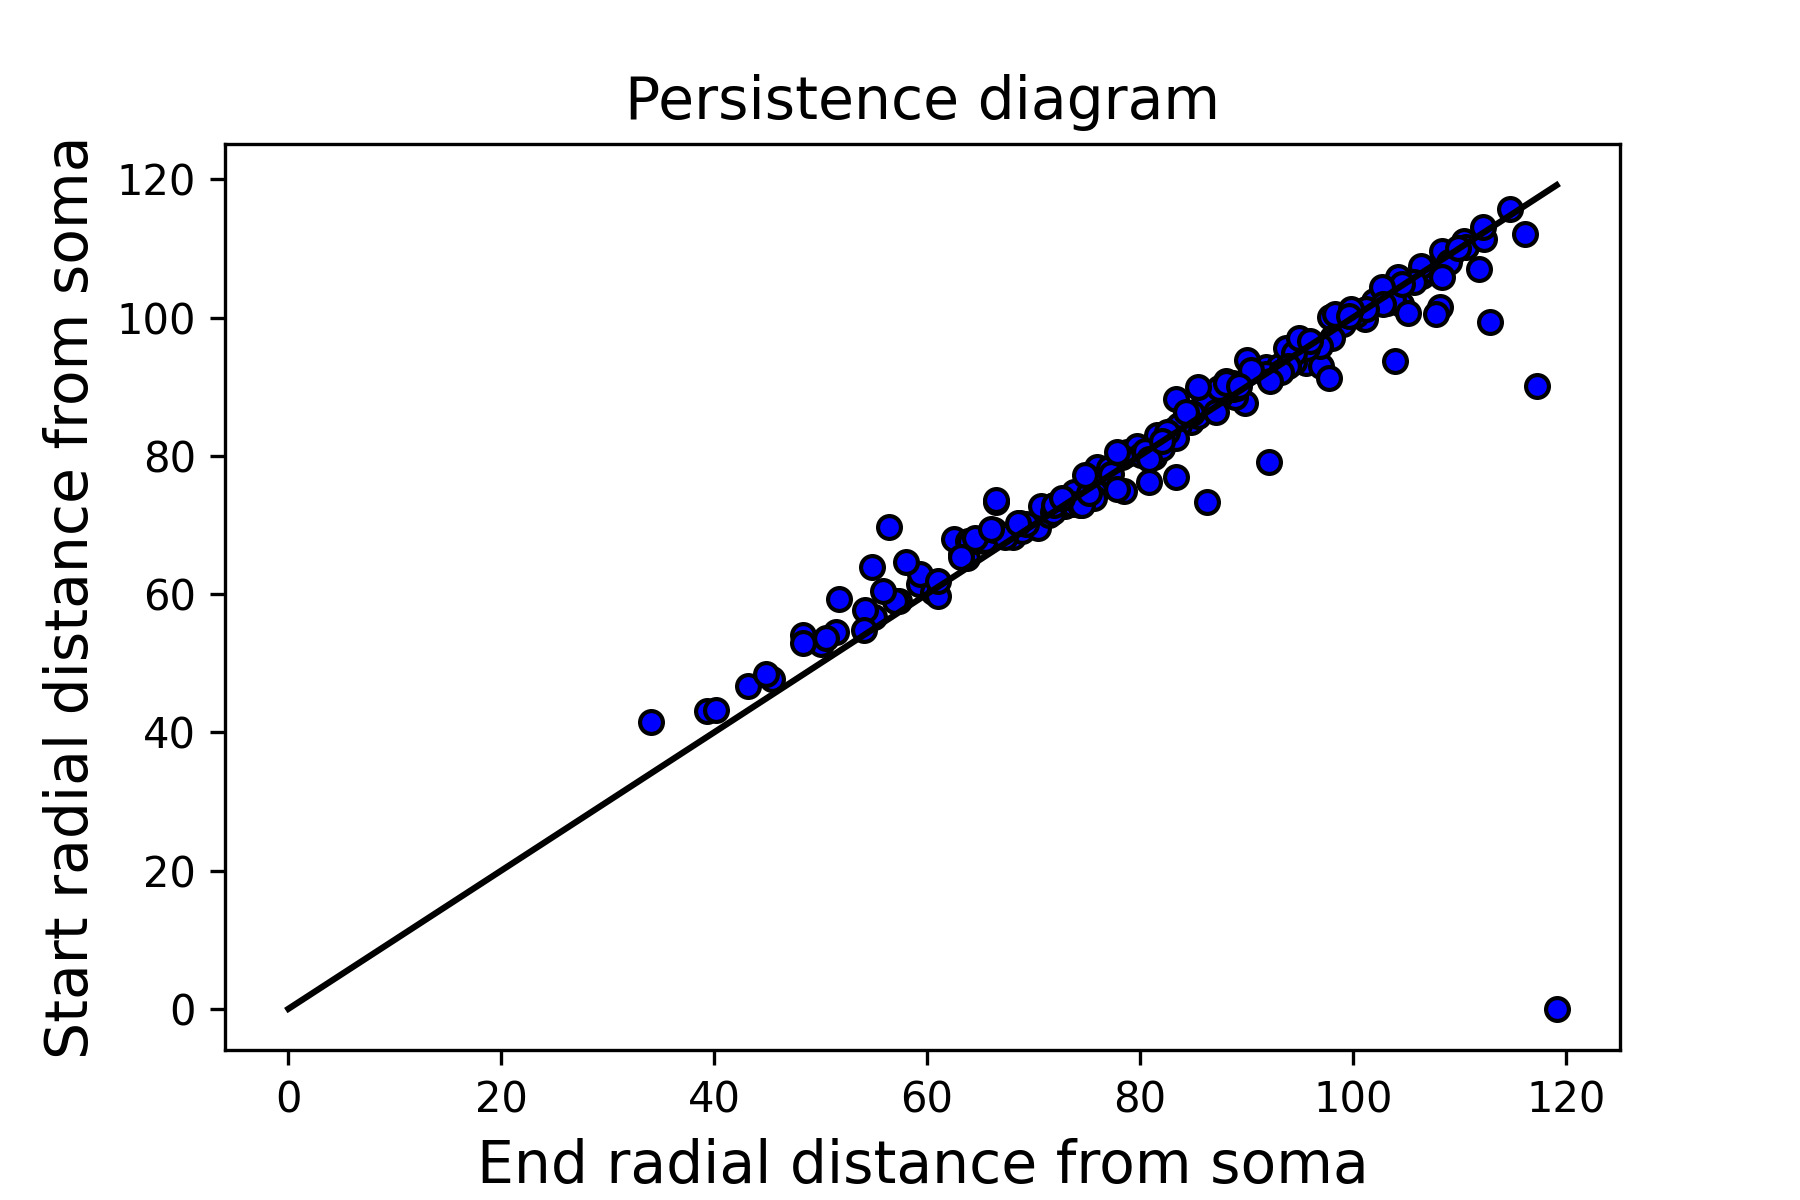 Persistence diagram
Start radial distance from soma
120
100
80
60
40
20
0
0 20 40 60 80 100 120
End radial distance from soma